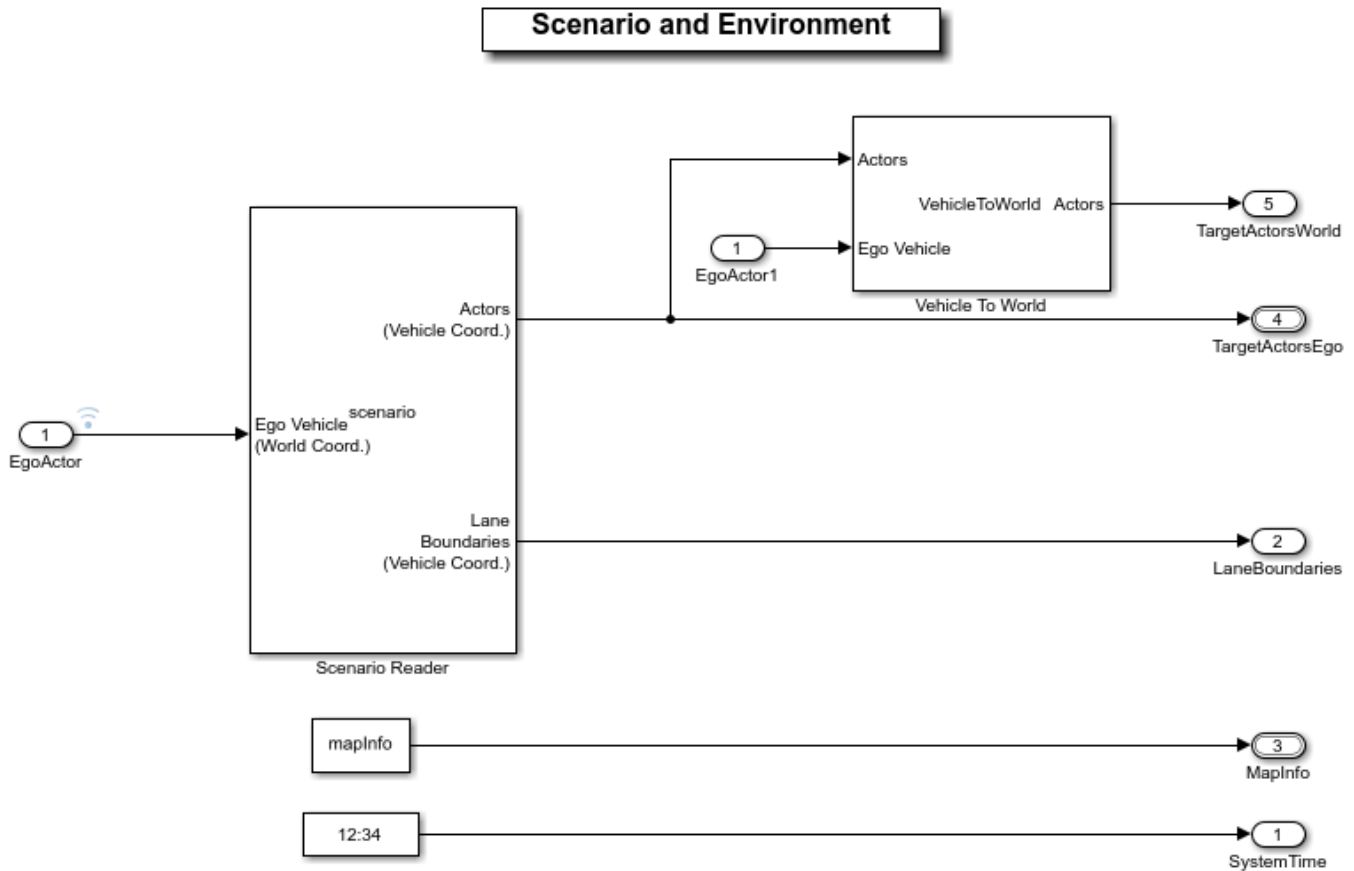 Scenario and Environment
Actors
VehicleToWorld Actors
Ego Vehicle
Vehicle To World
5
TargetActorsWorld
1
EgoActor1
Actors
(Vehicle Coord.)
4
TargetActorsEgo
1
EgoActor
Ego Vehicle
(World Coord.)
scenario
Lane
Boundaries
(Vehicle Coord.)
2
LaneBoundaries
Scenario Reader
mapInfo
3
MapInfo
12:34
1
SystemTime